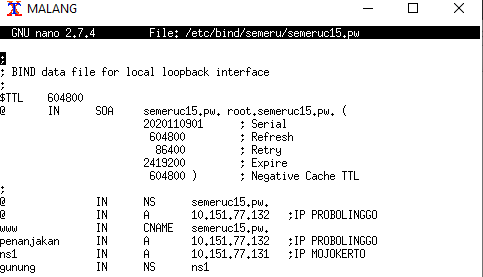 MALANG
GNU nano 2.7.4 File: /etc/bind/semeru/semeruc15.pw
;
; BIND data file for local loopback interface
;
$TTL 604800
@ IN SOA semeruc15.pw. root.semeruc15.pw. (
2020110901 ; Serial
604800 ; Refresh
86400 ; Retry
2419200 ; Expire
604800 ) ; Negative Cache TTL
;
@ IN NS semeruc15.pw.
@ IN A 10.151.77.132 ;IP PROBOLINGGO
www IN CNAME semeruc15.pw.
penanjakan IN A 10.151.77.132 ;IP PROBOLINGGO
ns1 IN A 10.151.77.131 ;IP MOJOKERTO
gunung IN NS ns1